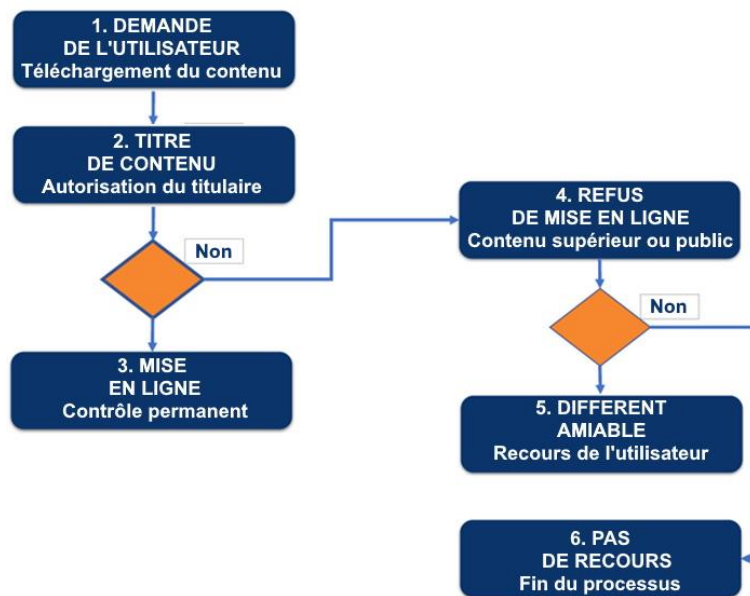 1. DEMANDE
DE L'UTILISATEUR
Téléchargement du contenu
2. TITRE
DE CONTENU
Autorisation du titulaire
Non
3. MISE
EN LIGNE
Contrôle permanent
4. REFUS
DE MISE EN LIGNE
Contenu supérieur ou public
Non
5. DIFFERENT
AMIABLE
Recours de l'utilisateur
6. PAS
DE RECOURS
Fin du processus